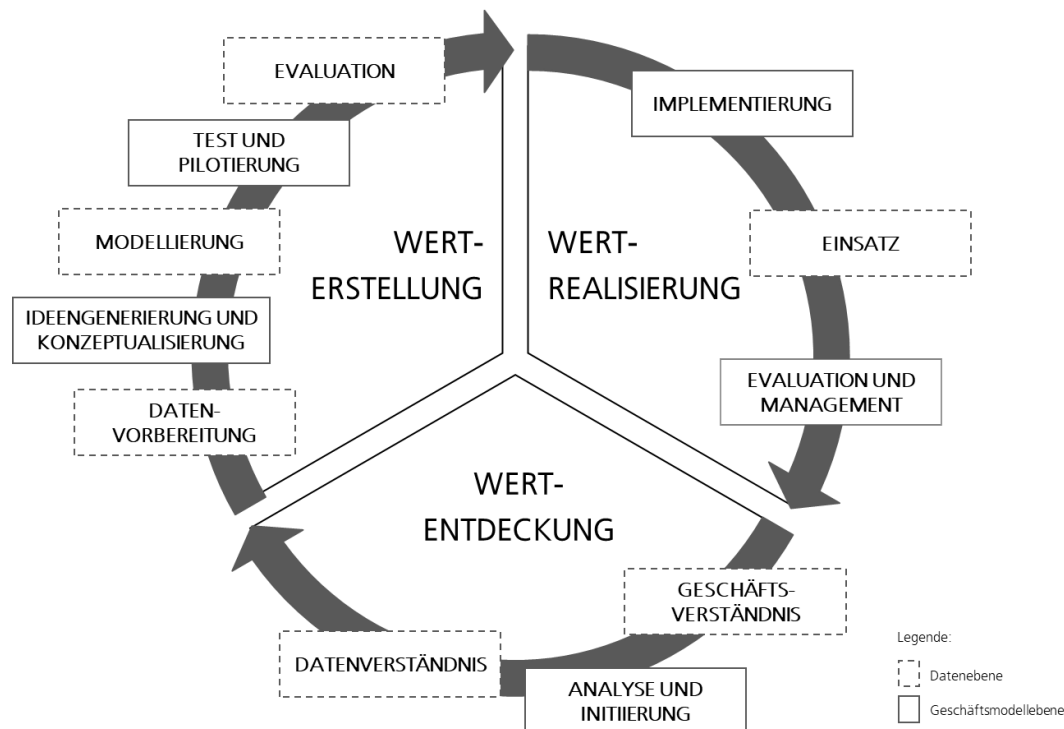 EVALUATION
TEST UND
PILOTIERUNG
MODELLIERUNG
IDEENGENERIERUNG UND
KONZEPTUALISIERUNG
DATEN-
VORBEREITUNG
WERT-
ERSTELLUNG
WERT-
REALISIERUNG
IMPLEMENTIERUNG
EINSATZ
EVALUATION UND
MANAGEMENT
WERT-
ENTDECKUNG
GESCHÄFTS-
VERSTÄNDNIS
ANALYSE UND
INITIIERUNG
DATENVERSTÄNDNIS
Legende:
Datenebene
Geschäftsmodellebene